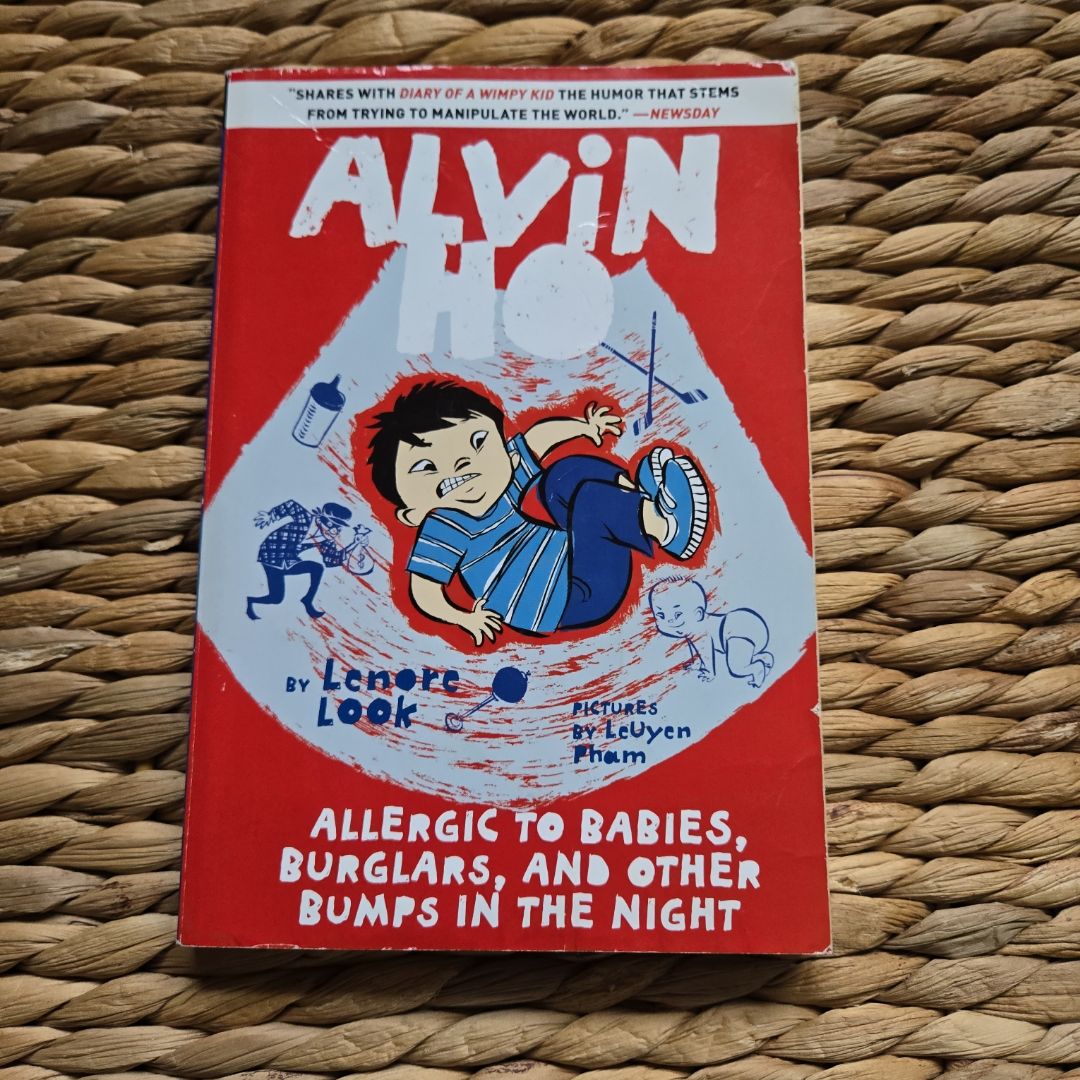 "SHARES WITH DIARY OF A WIMPY KID THE HUMOR THAT STEMS
FROM TRYING TO MANIPULATE THE WORLD." —NEWSDAY
ALViN
HO
BY Lenore
LOOK
PICTURES
BY LeUyen
Pham
ALLERGIC TO BABIES,
BURGLARS, AND OTHER
BUMPS IN THE NIGHT